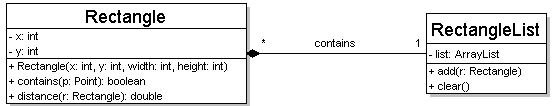 Rectangle
- x: int
- y: int
+ Rectangle(x: int, y: int, width: int, height: int)
+ contains(p: Point): boolean
+ distance(r: Rectangle): double
* contains 1
RectangleList
- list: ArrayList
+ add(r: Rectangle)
+ clear()